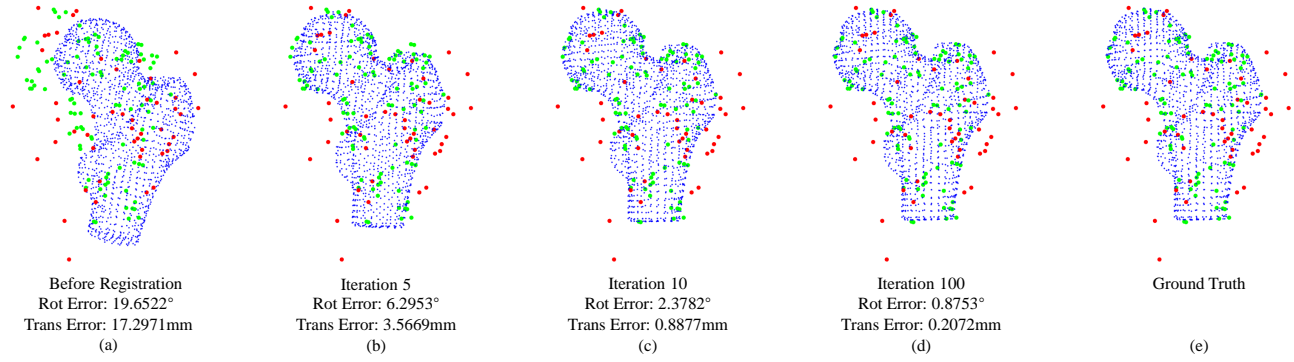 Before Registration
Rot Error: 19.6522°
Trans Error: 17.2971mm
(a)
Iteration 5
Rot Error: 6.2953°
Trans Error: 3.5669mm
(b)
Iteration 10
Rot Error: 2.3782°
Trans Error: 0.8877mm
(c)
Iteration 100
Rot Error: 0.8753°
Trans Error: 0.2072mm
(d)
Ground Truth
(e)